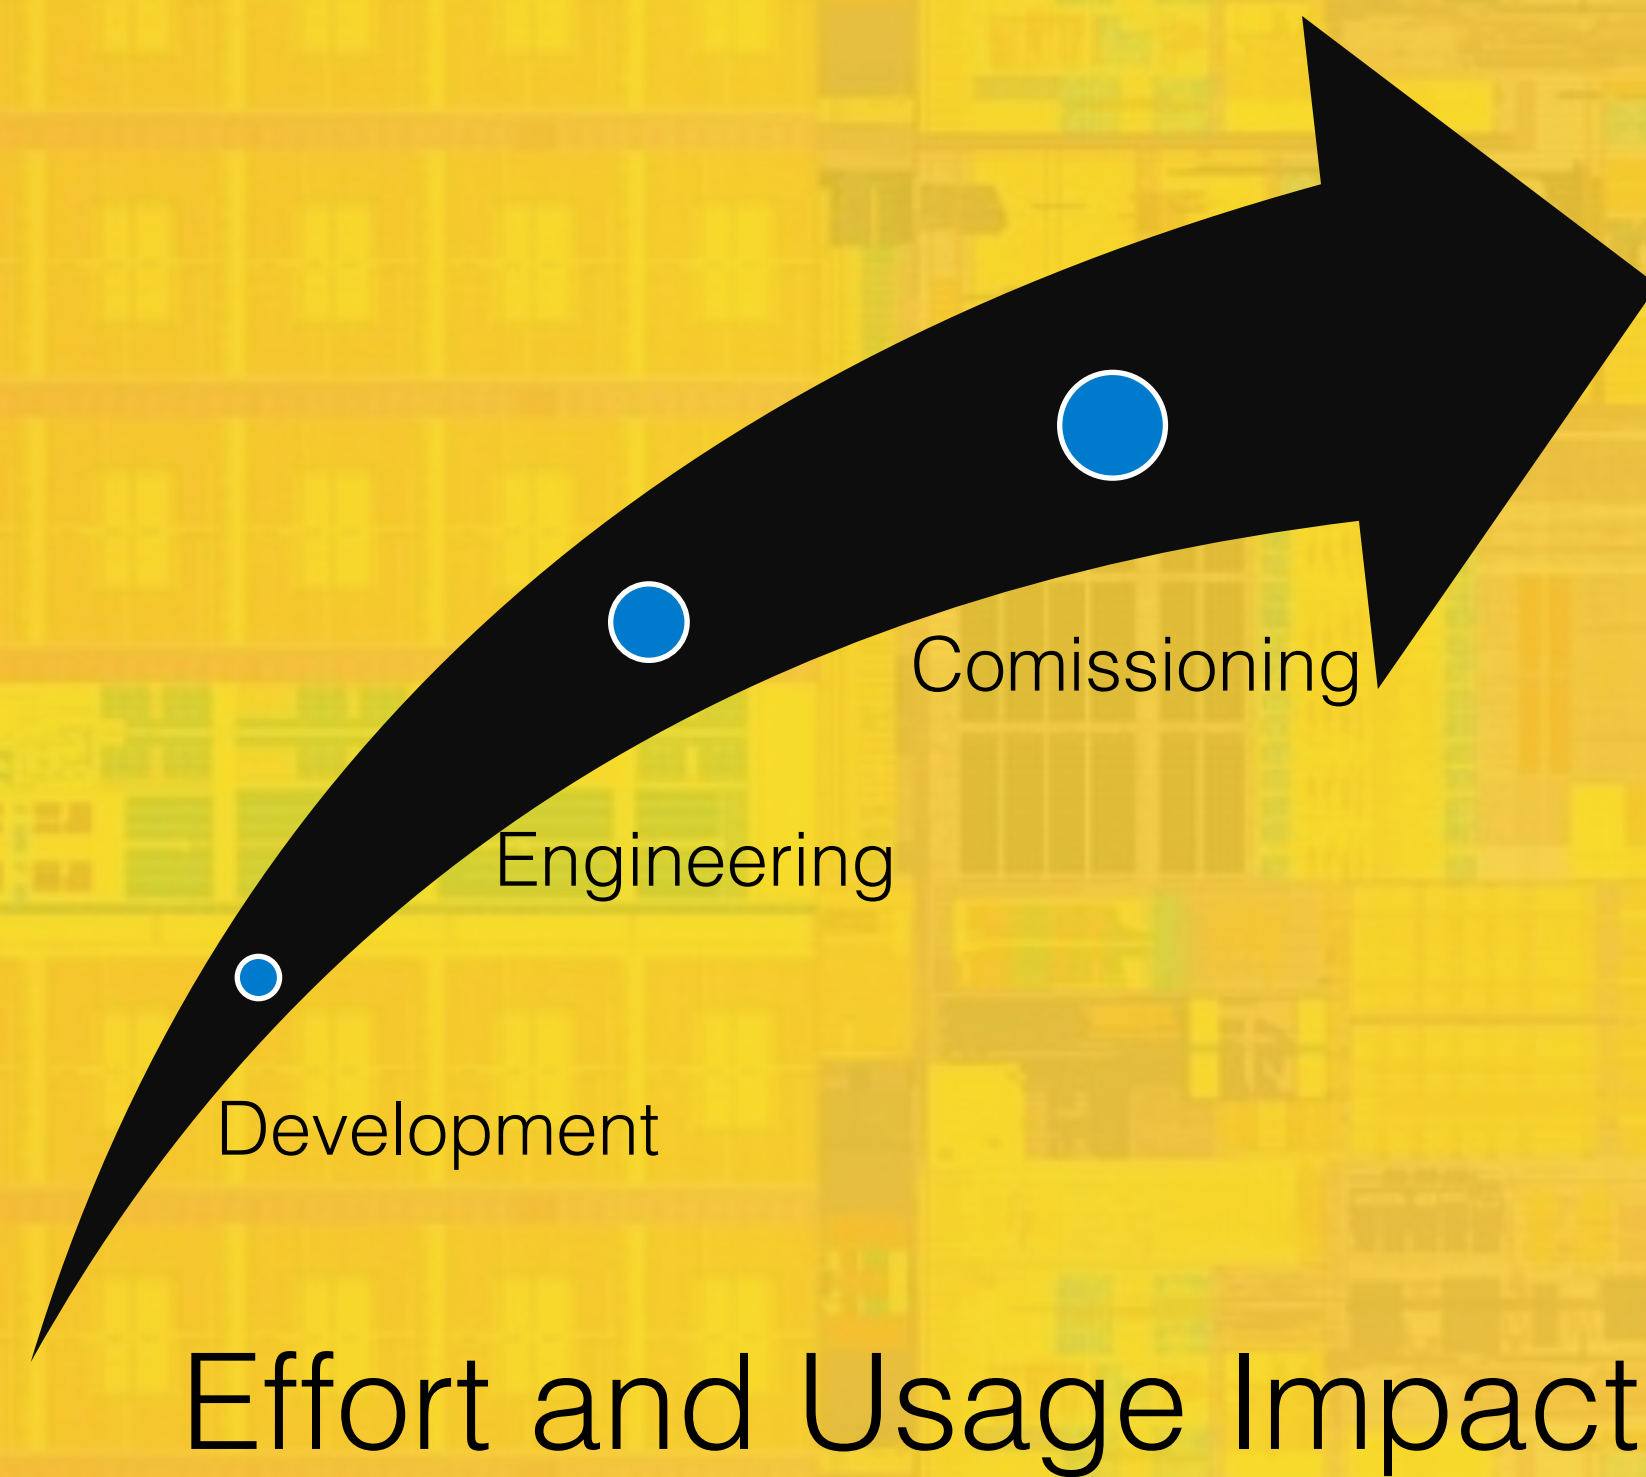 Comissioning
Engineering
Development
Effort and Usage Impact